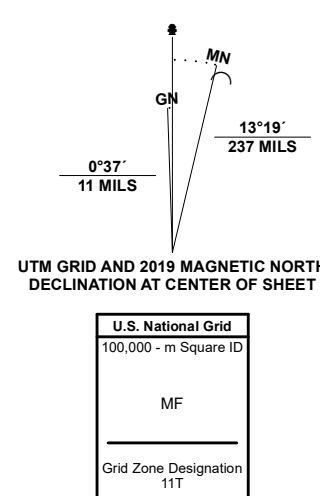 MN
GN
13°19´
237 MILS
0°37´
11 MILS
UTM GRID AND 2019 MAGNETIC NORTH
DECLINATION AT CENTER OF SHEET
U.S. National Grid
100,000 - m Square ID
MF
Grid Zone Designation
11T